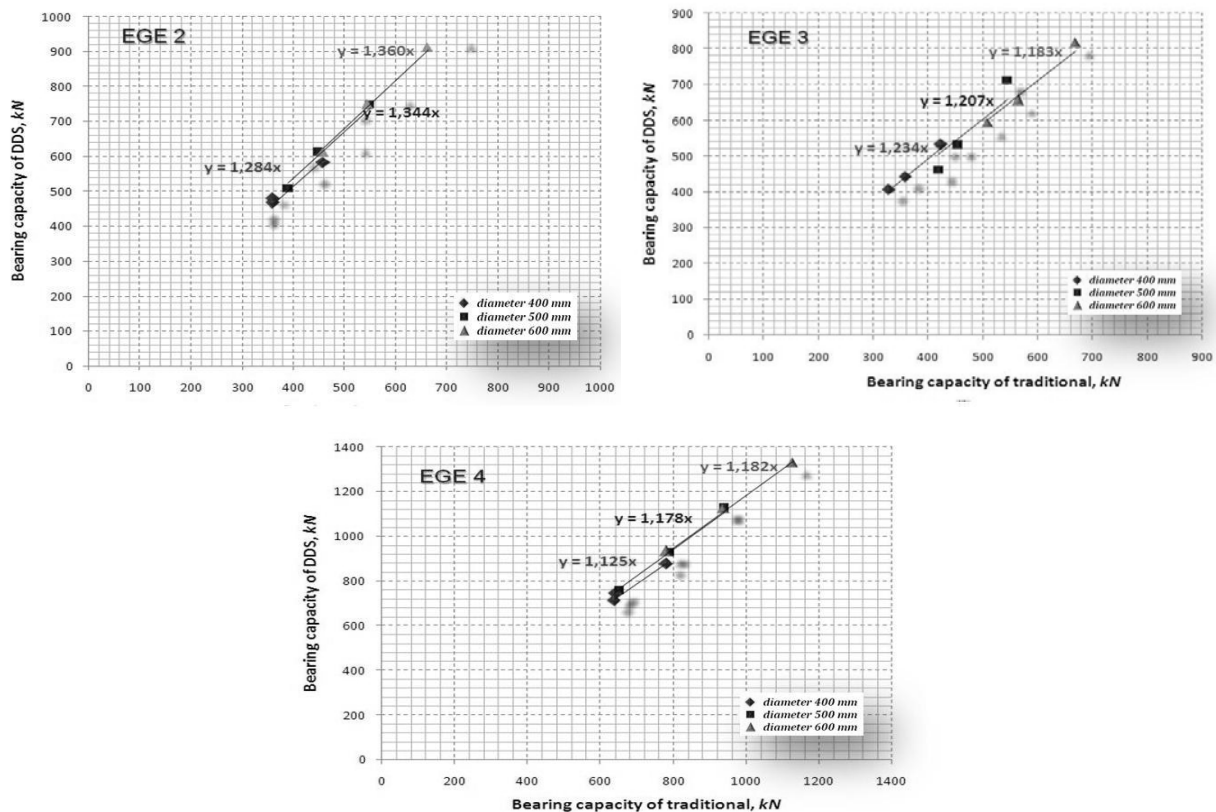 EGE 2
Bearing capacity of DDS, kN
1000
900
800
700
600
500
400
300
200
100
0
y = 1,360x
y = 1,344x
y = 1,284x
diameter 400 mm
diameter 500 mm
diameter 600 mm
0 100 200 300 400 500 600 700 800 900 1000
EGE 3
Bearing capacity of DDS, kN
900
800
700
600
500
400
300
200
100
0
y = 1,183x
y = 1,207x
y = 1,234x
diameter 400 mm
diameter 500 mm
diameter 600 mm
0 100 200 300 400 500 600 700 800 900
Bearing capacity of traditional, kN
EGE 4
Bearing capacity of DDS, kN
1400
1200
1000
800
600
400
200
0
y = 1,182x
y = 1,178x
y = 1,125x
diameter 400 mm
diameter 500 mm
diameter 600 mm
0 200 400 600 800 1000 1200 1400
Bearing capacity of traditional, kN